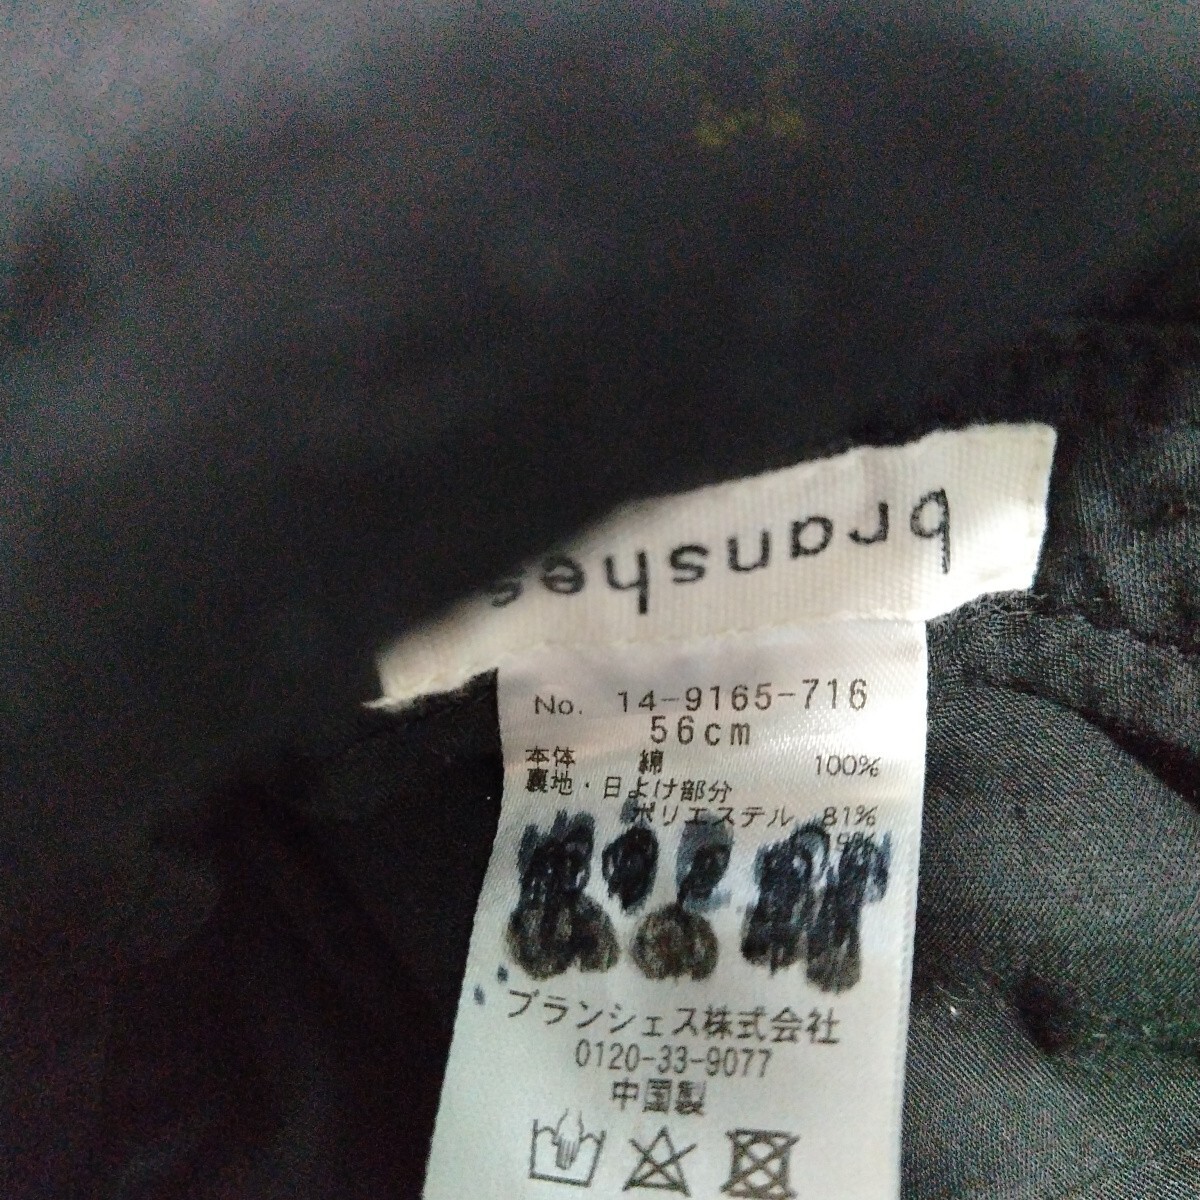 branshes
No. 14-9165-716
56cm
本体 綿 100%
裏地・日よけ部分
ポリエステル 81%
19%
ブランシェス株式会社
0120-33-9077
中国製